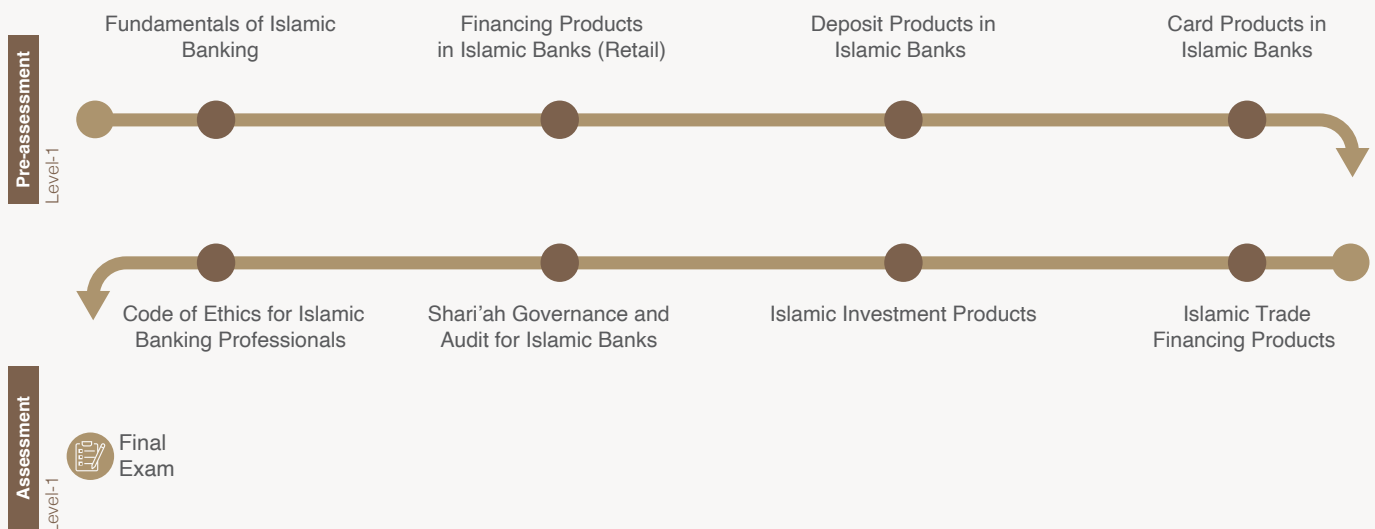 Fundamentals of Islamic
Banking
Financing Products
in Islamic Banks (Retail)
Deposit Products in
Islamic Banks
Card Products in
Islamic Banks
Pre-assessment
Level-1
Code of Ethics for Islamic
Banking Professionals
Shari'ah Governance and
Audit for Islamic Banks
Islamic Investment Products
Islamic Trade
Financing Products
Assessment
Level-1
Final
Exam